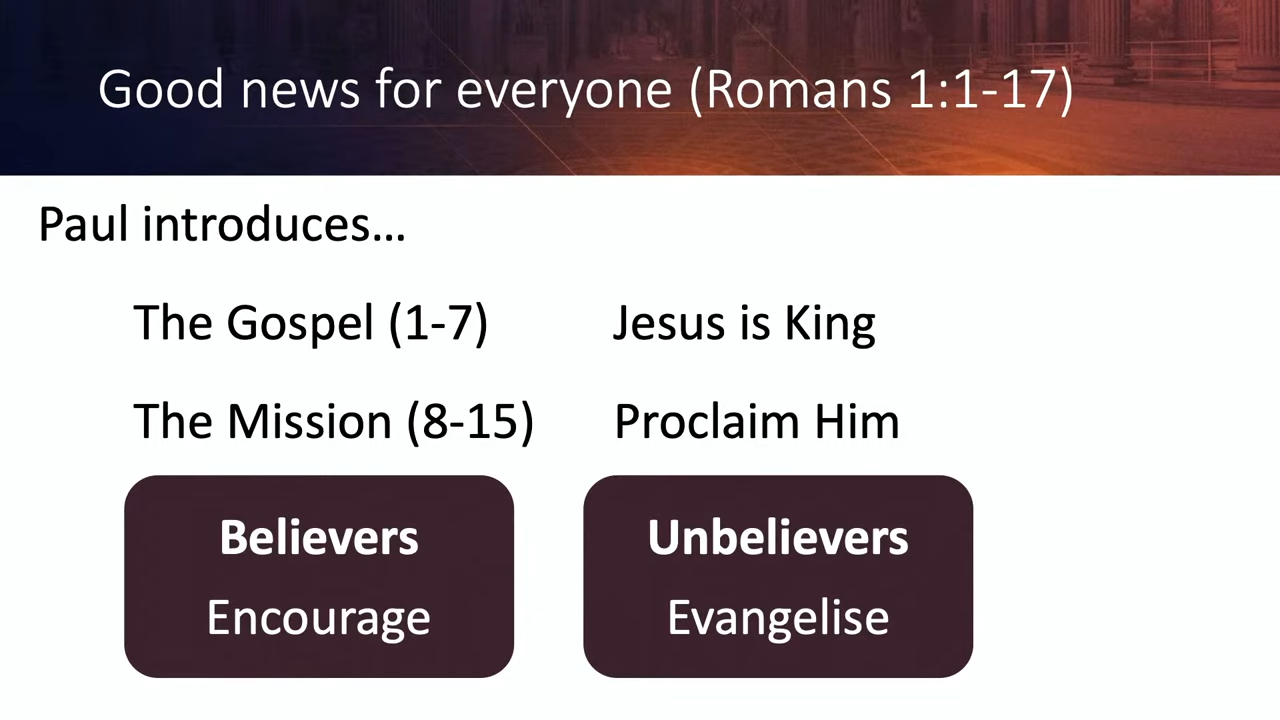 Good news for everyone (Romans 1:1-17)
Paul introduces...
The Gospel (1-7) Jesus is King
The Mission (8-15) Proclaim Him
Believers Unbelievers
Encourage Evangelise